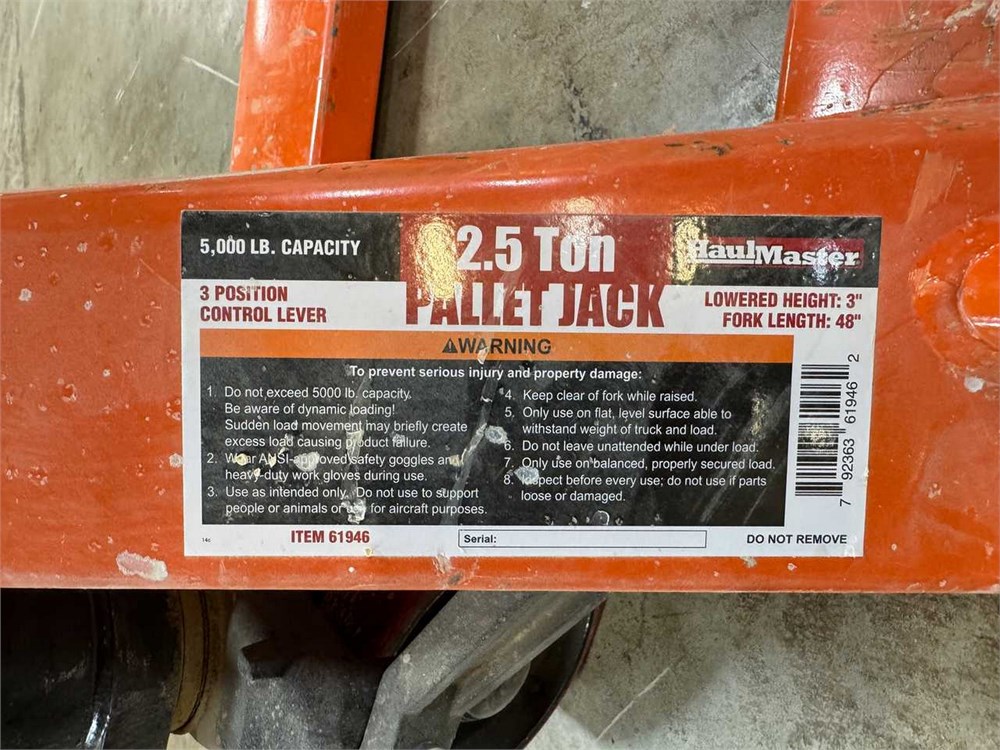 5,000 LB. CAPACITY
2.5 Ton
HaulMaster
3 POSITION
CONTROL LEVER
PALLET JACK
LOWERED HEIGHT: 3"
FORK LENGTH: 48"
⚠WARNING
To prevent serious injury and property damage:
1. Do not exceed 5000 lb. capacity.
Be aware of dynamic loading!
Sudden load movement may briefly create
excess load causing product failure.
2. Wear ANSI-approved safety goggles and
heavy-duty work gloves during use.
3. Use as intended only. Do not use to support
people or animals or use for aircraft purposes.
4. Keep clear of fork while raised.
5. Only use on flat, level surface able to
withstand weight of truck and load.
6. Do not leave unattended while under load.
7. Only use on balanced, properly secured load.
8. Inspect before every use; do not use if parts
loose or damaged.
7 92363 61946 2
ITEM 61946
Serial:
DO NOT REMOVE